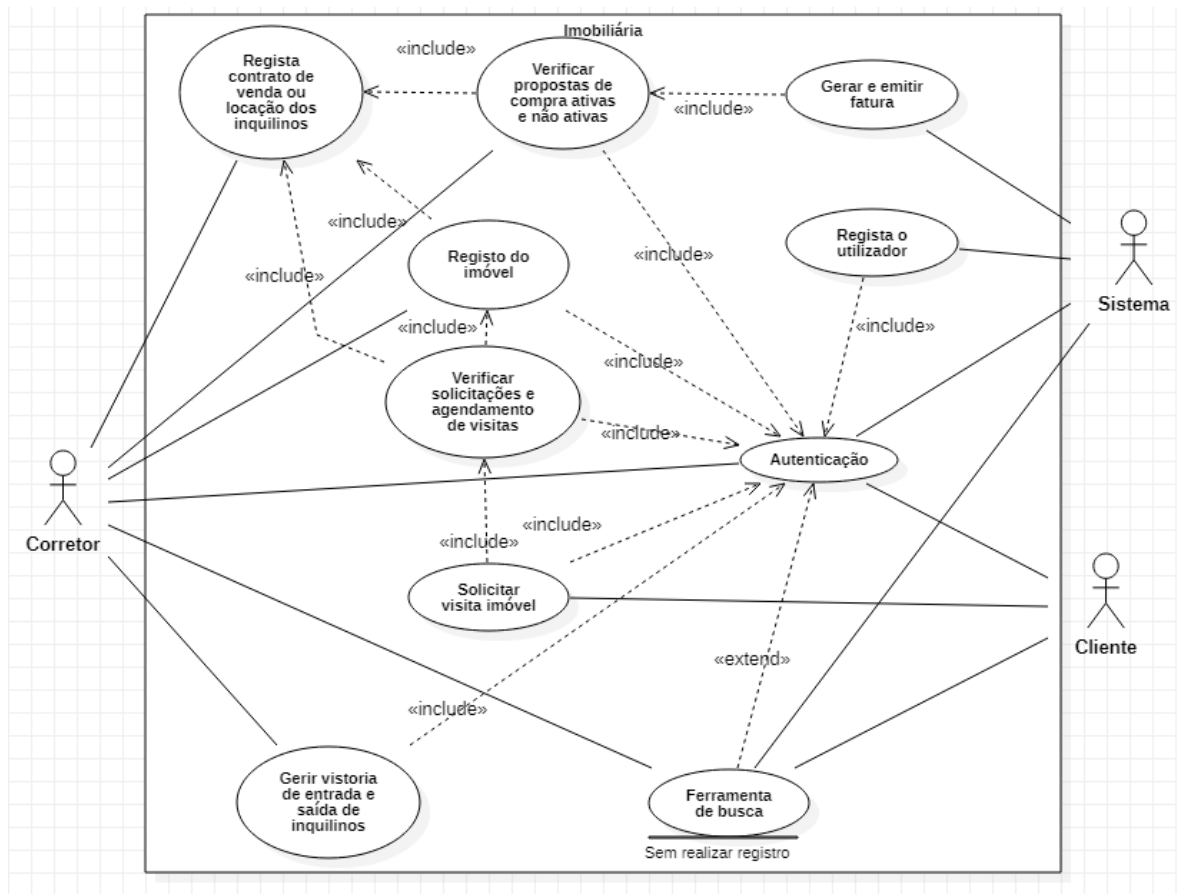 Imobiliária
«include»
Regista
contrato de
venda ou
locação dos
inquilinos
Verificar
propostas de
compra ativas
e não ativas
«include»
Gerar e emitir
fatura
«include»
Registo do
imóvel
«include»
Regista o
utilizador
Sistema
«include»
«include»
«include»
«include»
Verificar
solicitações e
agendamento
de visitas
«include»
Autenticação
Corretor
«include»
«include»
Solicitar
visita imóvel
Cliente
«extend»
«include»
Gerir vistoria
de entrada e
saída de
inquilinos
Ferramenta
de busca
Sem realizar registro